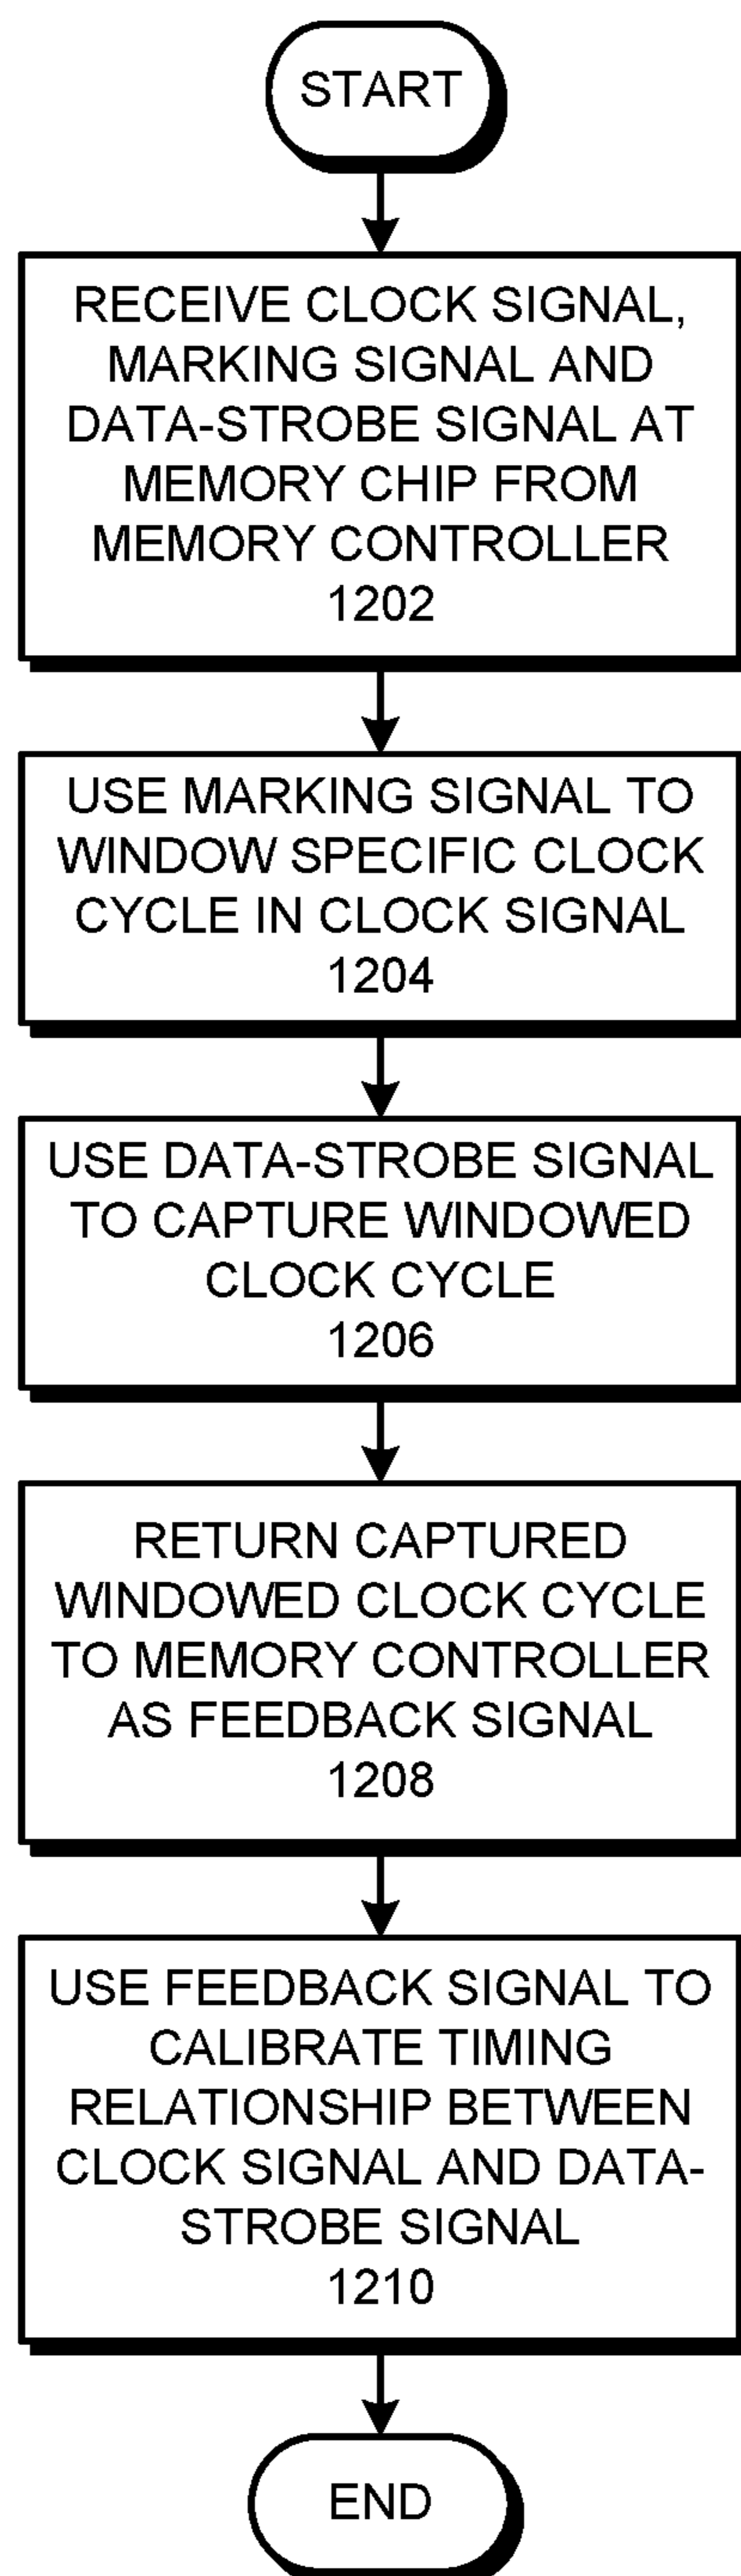 START
RECEIVE CLOCK SIGNAL,
MARKING SIGNAL AND
DATA-STROBE SIGNAL AT
MEMORY CHIP FROM
MEMORY CONTROLLER
1202
USE MARKING SIGNAL TO
WINDOW SPECIFIC CLOCK
CYCLE IN CLOCK SIGNAL
1204
USE DATA-STROBE SIGNAL
TO CAPTURE WINDOWED
CLOCK CYCLE
1206
RETURN CAPTURED
WINDOWED CLOCK CYCLE
TO MEMORY CONTROLLER
AS FEEDBACK SIGNAL
1208
USE FEEDBACK SIGNAL TO
CALIBRATE TIMING
RELATIONSHIP BETWEEN
CLOCK SIGNAL AND DATA-
STROBE SIGNAL
1210
END